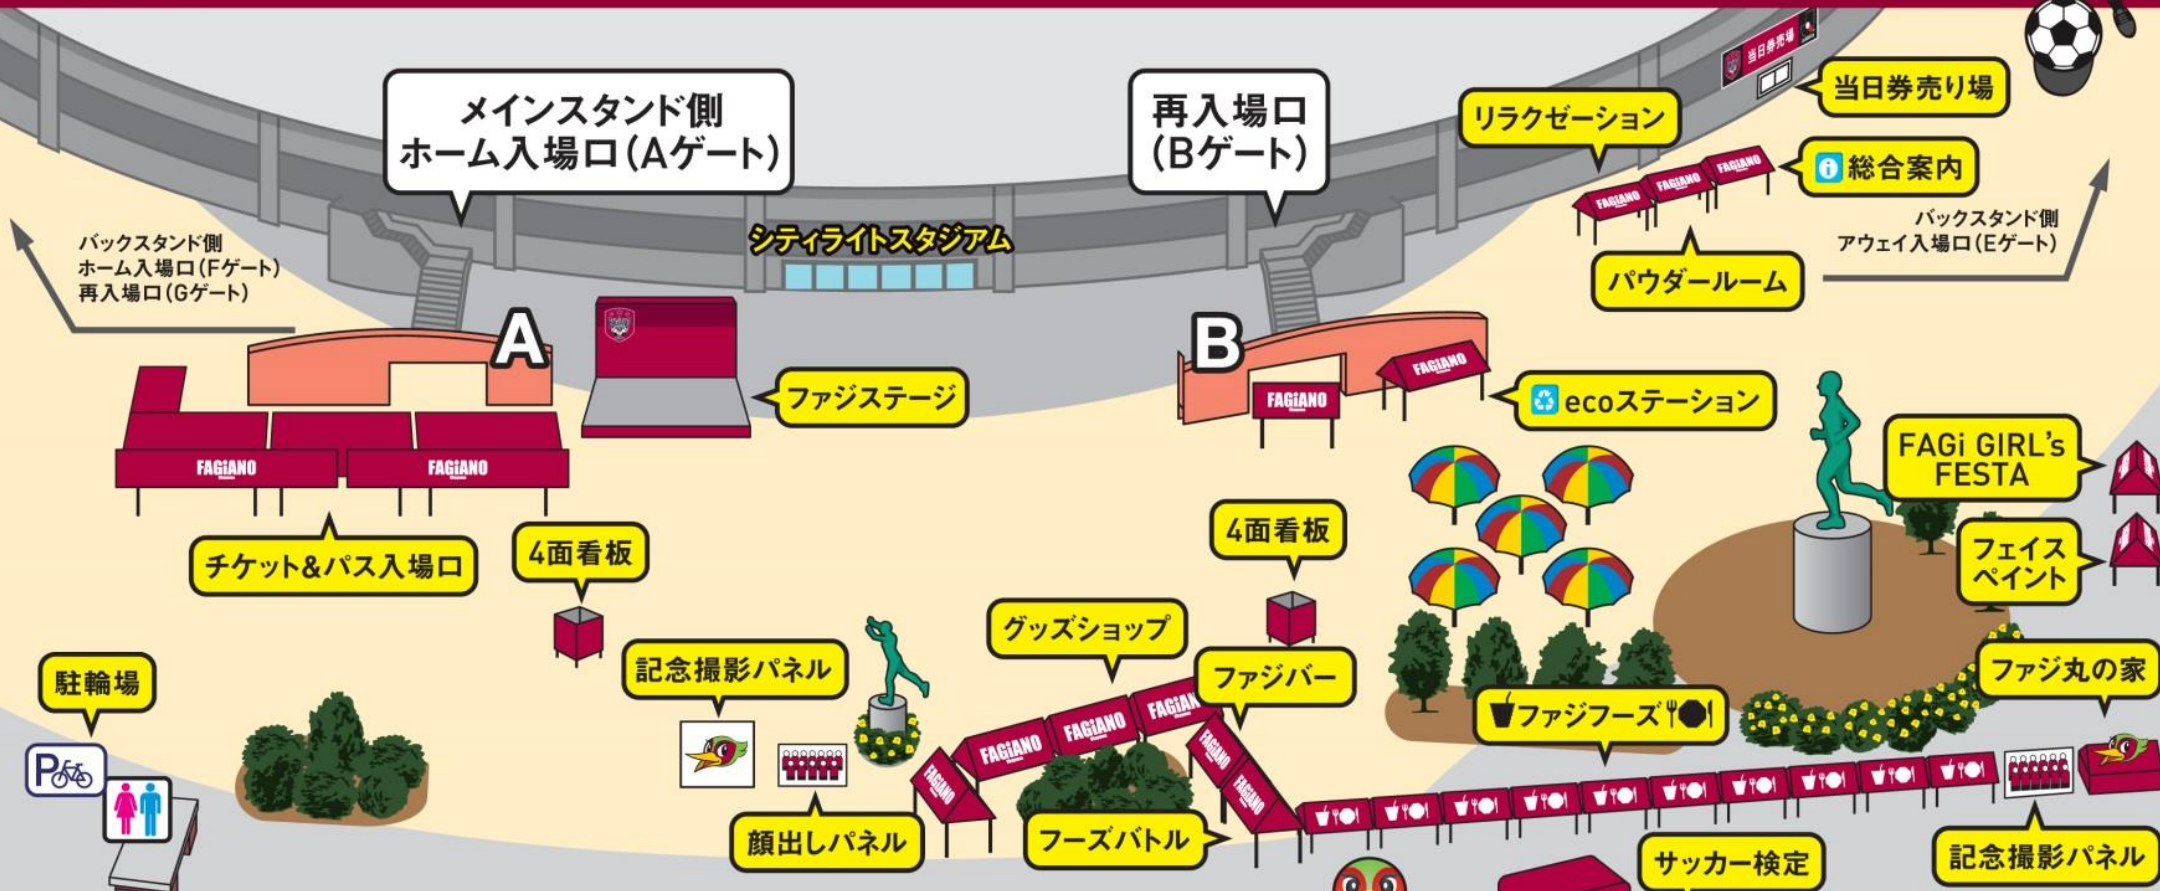 当日券売場
当日券売り場
メインスタンド側
ホーム入場口(Aゲート)
再入場口
(Bゲート)
リラクゼーション
FAGiANO
FAGiANO
FAGiANO
総合案内
パウダールーム
バックスタンド側
アウェイ入場口(Eゲート)
バックスタンド側
ホーム入場口(Fゲート)
再入場口(Gゲート)
シティライトスタジアム
A
B
ファジステージ
FAGiANO
FAGiANO
ecoステーション
FAGiANO
FAGiANO
チケット&パス入場口
4面看板
4面看板
FAGi GIRL's
FESTA
フェイス
ペイント
駐輪場
P
記念撮影パネル
顔出しパネル
グッズショップ
ファジバー
FAGiANO
FAGiANO
FAGiANO
FAGiAN
FAGiANO
FAGiANO
フーズバトル
ファジフーズ
ファジ丸の家
サッカー検定
記念撮影パネル